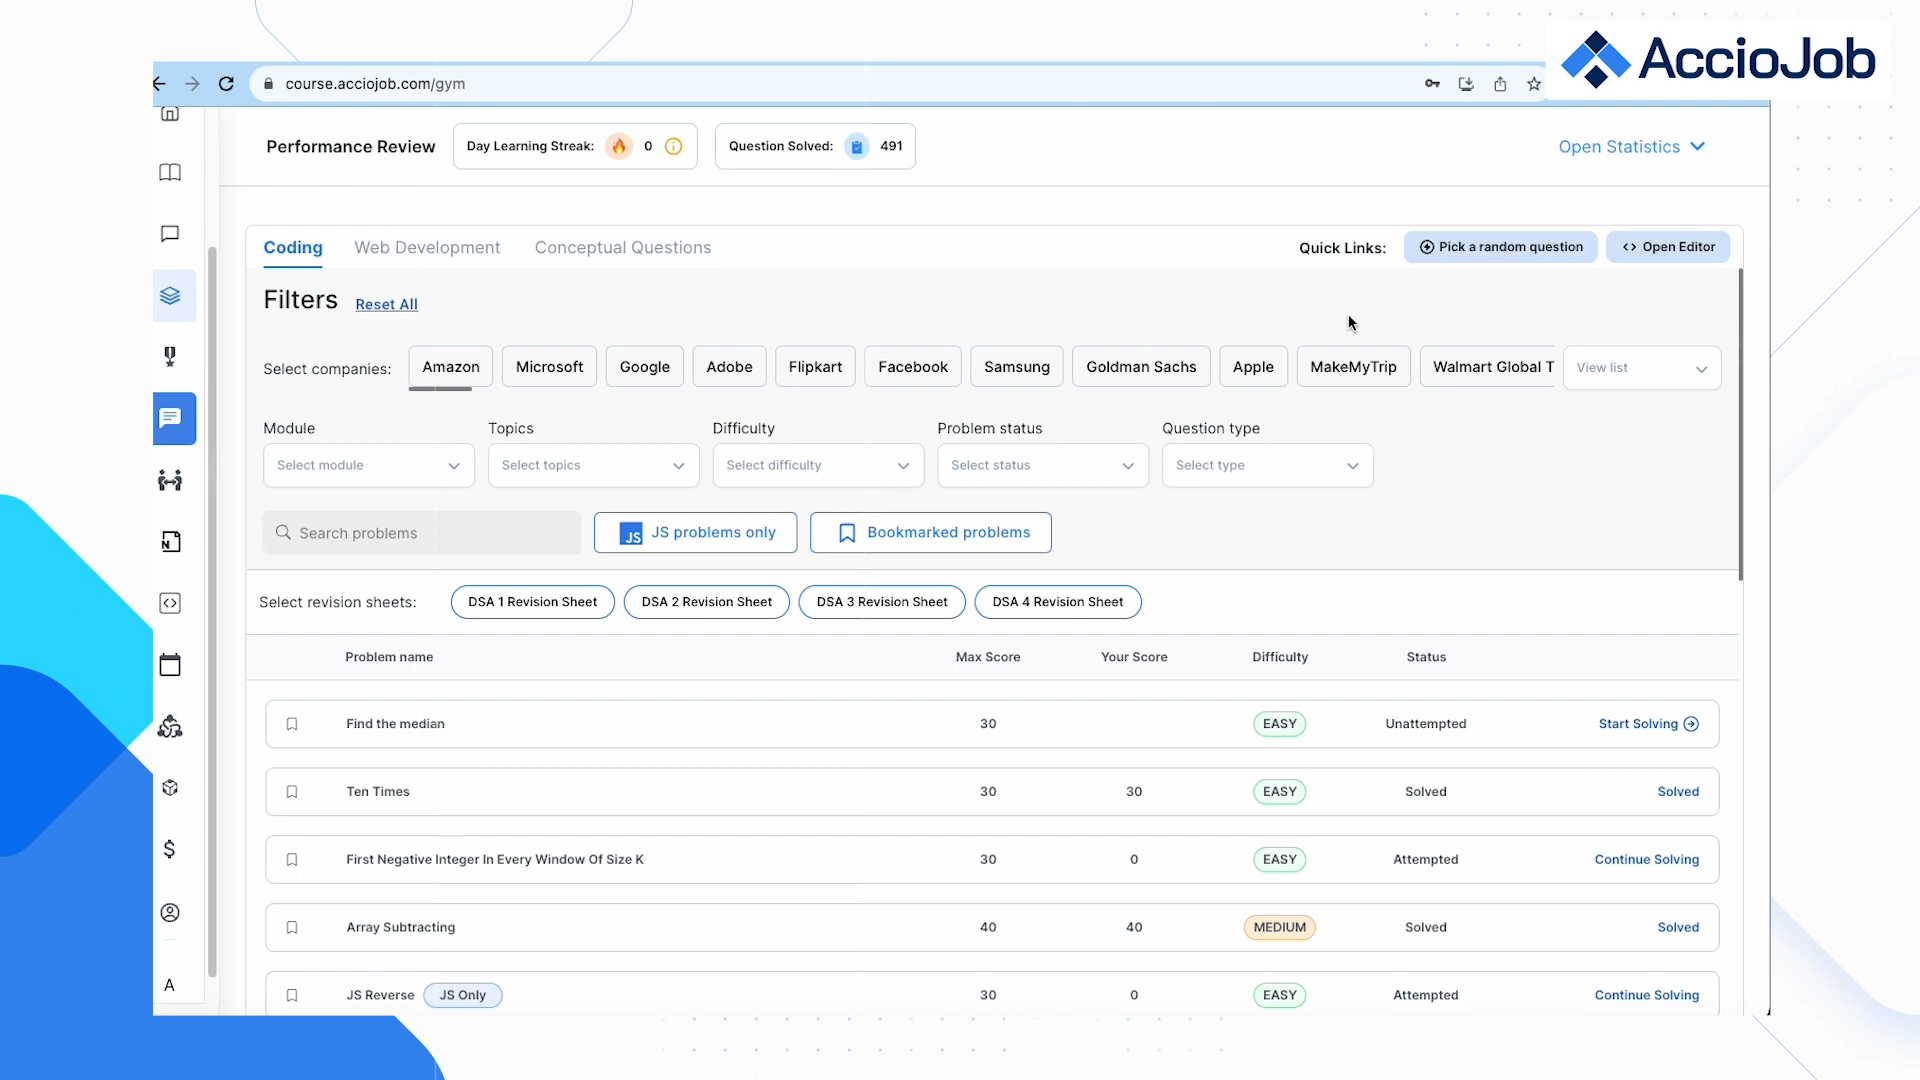 AccioJob
course.acciojob.com/gym
Performance Review
Day Learning Streak: 0
Question Solved: 491
Open Statistics
Coding Web Development Conceptual Questions
Quick Links: Pick a random question <> Open Editor
Filters Reset All
Select companies: Amazon Microsoft Google Adobe Flipkart Facebook Samsung Goldman Sachs Apple MakeMyTrip Walmart Global T View list
Module Topics Difficulty Problem status Question type
Select module Select topics Select difficulty Select status Select type
Search problems JS JS problems only Bookmarked problems
Select revision sheets: DSA 1 Revision Sheet DSA 2 Revision Sheet DSA 3 Revision Sheet DSA 4 Revision Sheet
Problem name Max Score Your Score Difficulty Status
Find the median 30 EASY Unattempted Start Solving
Ten Times 30 30 EASY Solved Solved
First Negative Integer In Every Window Of Size K 30 0 EASY Attempted Continue Solving
Array Subtracting 40 40 MEDIUM Solved Solved
A
JS Reverse JS Only 30 0 EASY Attempted Continue Solving